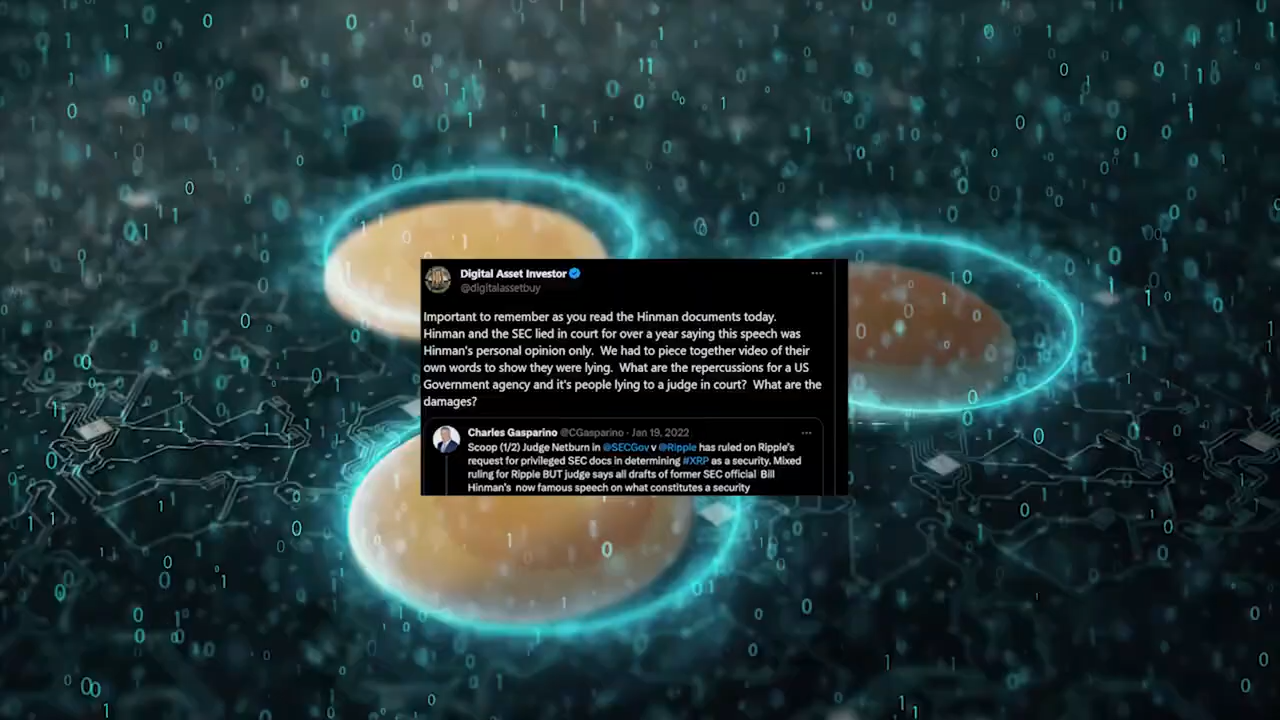 Digital Asset Investor
@digitalassetbuy
Important to remember as you read the Hinman documents today.
Hinman and the SEC lied in court for over a year saying this speech was
Hinman's personal opinion only. We had to piece together video of their
own words to show they were lying. What are the repercussions for a US
Government agency and it's people lying to a judge in court? What are the
damages?
Charles Gasparino @CGasparino · Jan 19, 2022
Scoop (1/2) Judge Netburn in @SECGov v @Ripple has ruled on Ripple's
request for privileged SEC docs in determining #XRP as a security. Mixed
ruling for Ripple BUT judge says all drafts of former SEC official Bill
Hinman's now famous speech on what constitutes a security